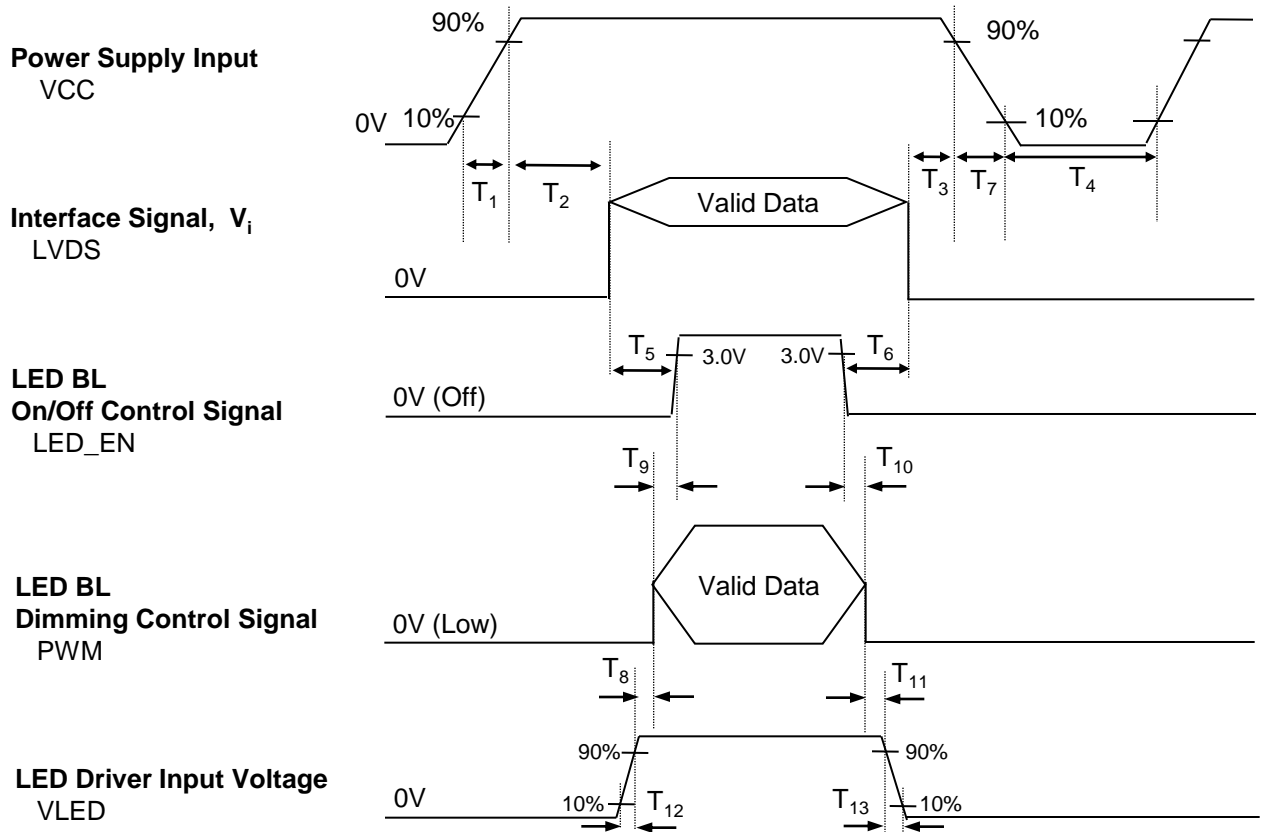 90%
90%
Power Supply Input
VCC
0V
10%
10%
T1
T2
T3
T7
T4
Interface Signal, Vi
LVDS
Valid Data
0V
T5
3.0V
3.0V
T6
LED BL
On/Off Control Signal
LED_EN
0V (Off)
T9
T10
LED BL
Dimming Control Signal
PWM
Valid Data
0V (Low)
T8
T11
90%
90%
LED Driver Input Voltage
VLED
0V
10%
T12
T13
10%